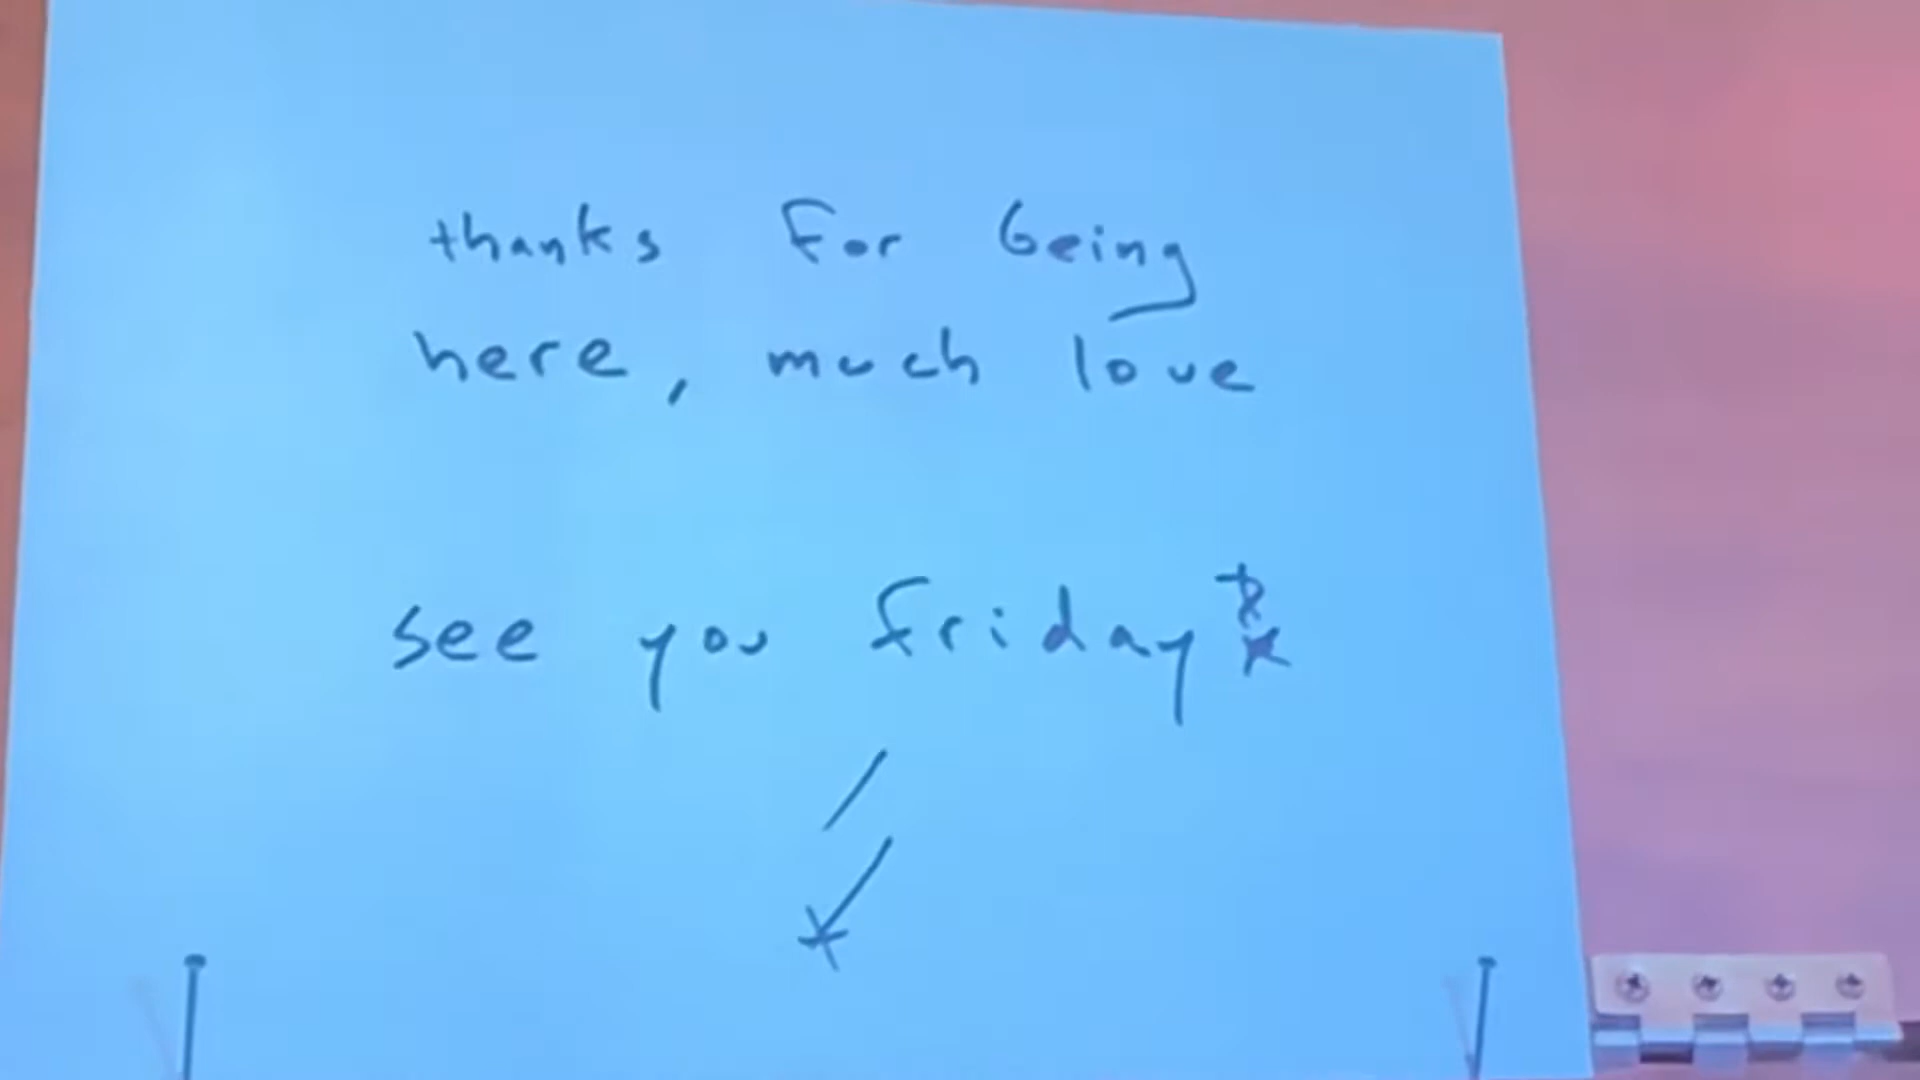 thanks for being
here, much love
see you friday